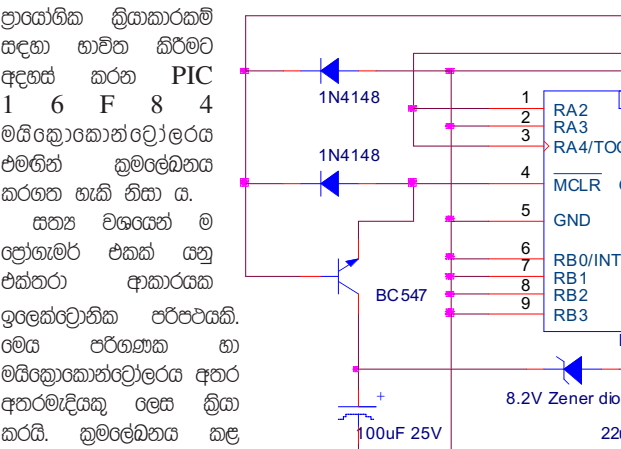 ප්‍රායෝගික ක්‍රියාකාරකම්
සඳහා භාවිත කිරීමට
අදහස් කරන PIC
1 6 F 8 4
මයික්‍රොකොන්ට්‍රෝලරය
එමඟින් ක්‍රමලේඛනය
කරගත හැකි නිසා ය.
සත්‍ය වශයෙන් ම
ප්‍රෝගැමර් එකක් යනු
එක්තරා ආකාරයක
ඉලෙක්ට්‍රොනික පරිපථයකි.
මෙය පරිගණක හා
මයික්‍රොකොන්ට්‍රෝලරය අතර
අතරමැදියකු ලෙස ක්‍රියා
කරයි. ක්‍රමලේඛනය කළ
1N4148
1N4148
BC547
100uF 25V
+
1
2
3
4
5
6
7
8
9
RA2
RA3
RA4/TOC
MCLR
GND
RB0/INT
RB1
RB2
RB3
8.2V Zener dio
22u